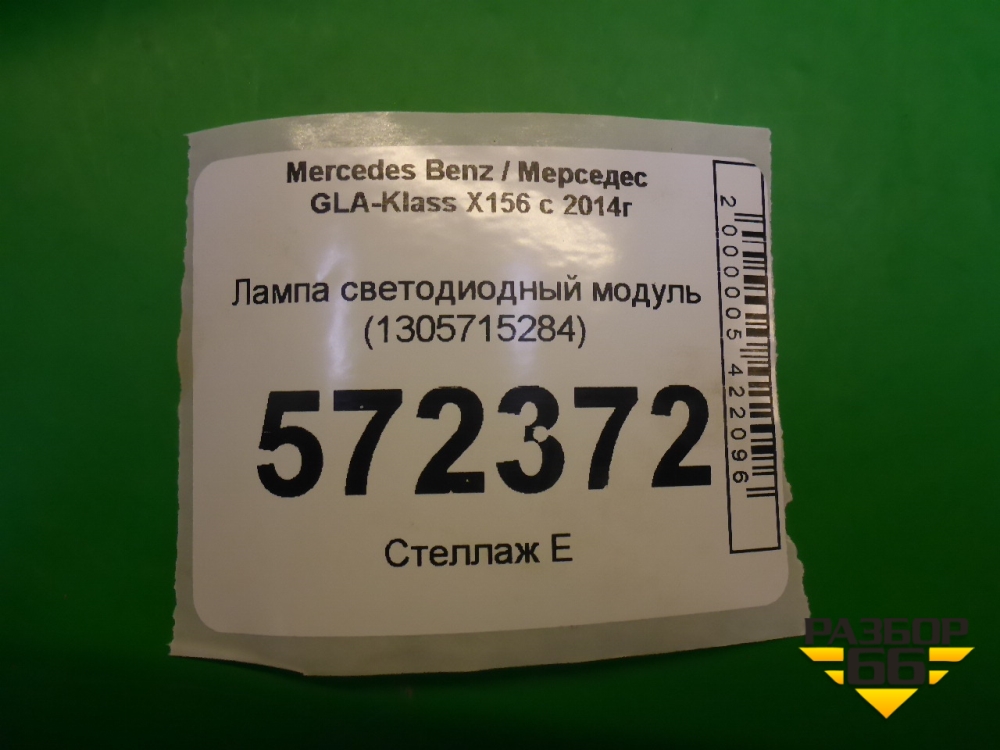 Mercedes Benz / Мерседес
GLA-Klass X156 с 2014г
Лампа светодиодный модуль
(1305715284)
572372
Стеллаж Е
2000005422096
РАЗБОР
66